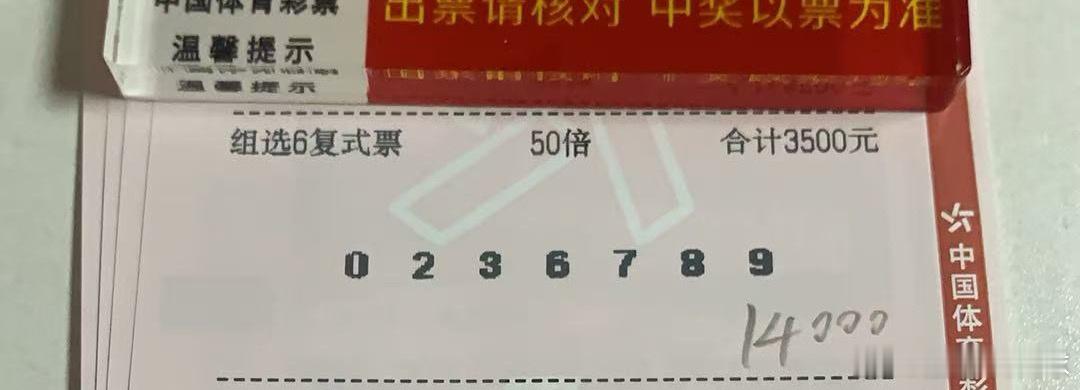 中国体育彩票
出票请核对 中奖以票为准
温馨提示
温馨提示
组选6复式票 50倍 合计3500元
0 2 3 6 7 8 9
14000
中国体育彩